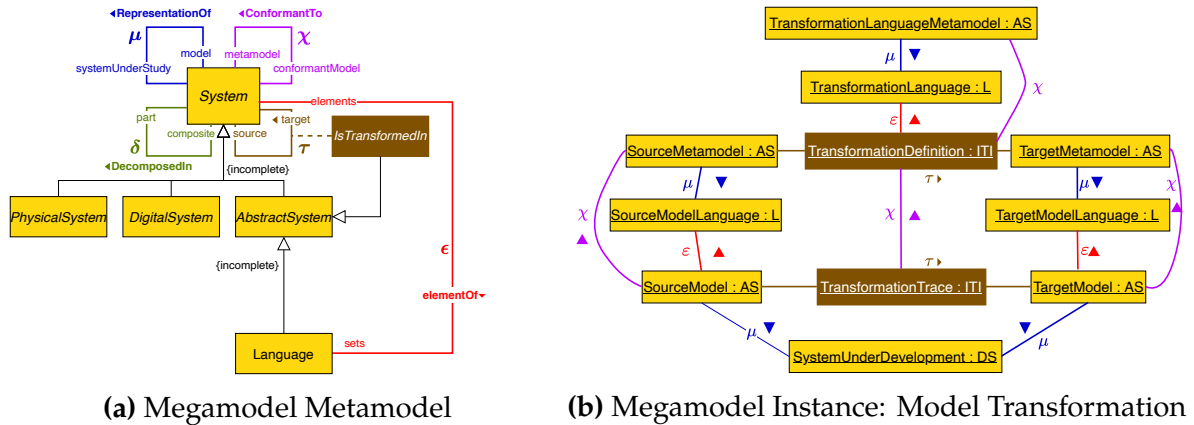 ◂RepresentationOf
◂ConformantTo
μ
χ
model
metamodel
systemUnderStudy
conformantModel
System
elements
part
composite
source
◂ target
IsTransformedIn
δ
τ
◂DecomposedIn
{incomplete}
PhysicalSystem
DigitalSystem
AbstractSystem
{incomplete}
ϵ
elementOf▾
Language
sets
(a) Megamodel Metamodel
TransformationLanguageMetamodel : AS
μ ▼
χ
TransformationLanguage : L
ε ▲
SourceMetamodel : AS
TransformationDefinition : ITI
TargetMetamodel : AS
τ ▸
μ ▼
μ ▼
χ ▲
SourceModelLanguage : L
χ ▲
TargetModelLanguage : L
χ ▲
ε ▲
τ ▸
ε▲
SourceModel : AS
TransformationTrace : ITI
TargetModel : AS
μ ▼
▼ μ
SystemUnderDevelopment : DS
(b) Megamodel Instance: Model Transformation